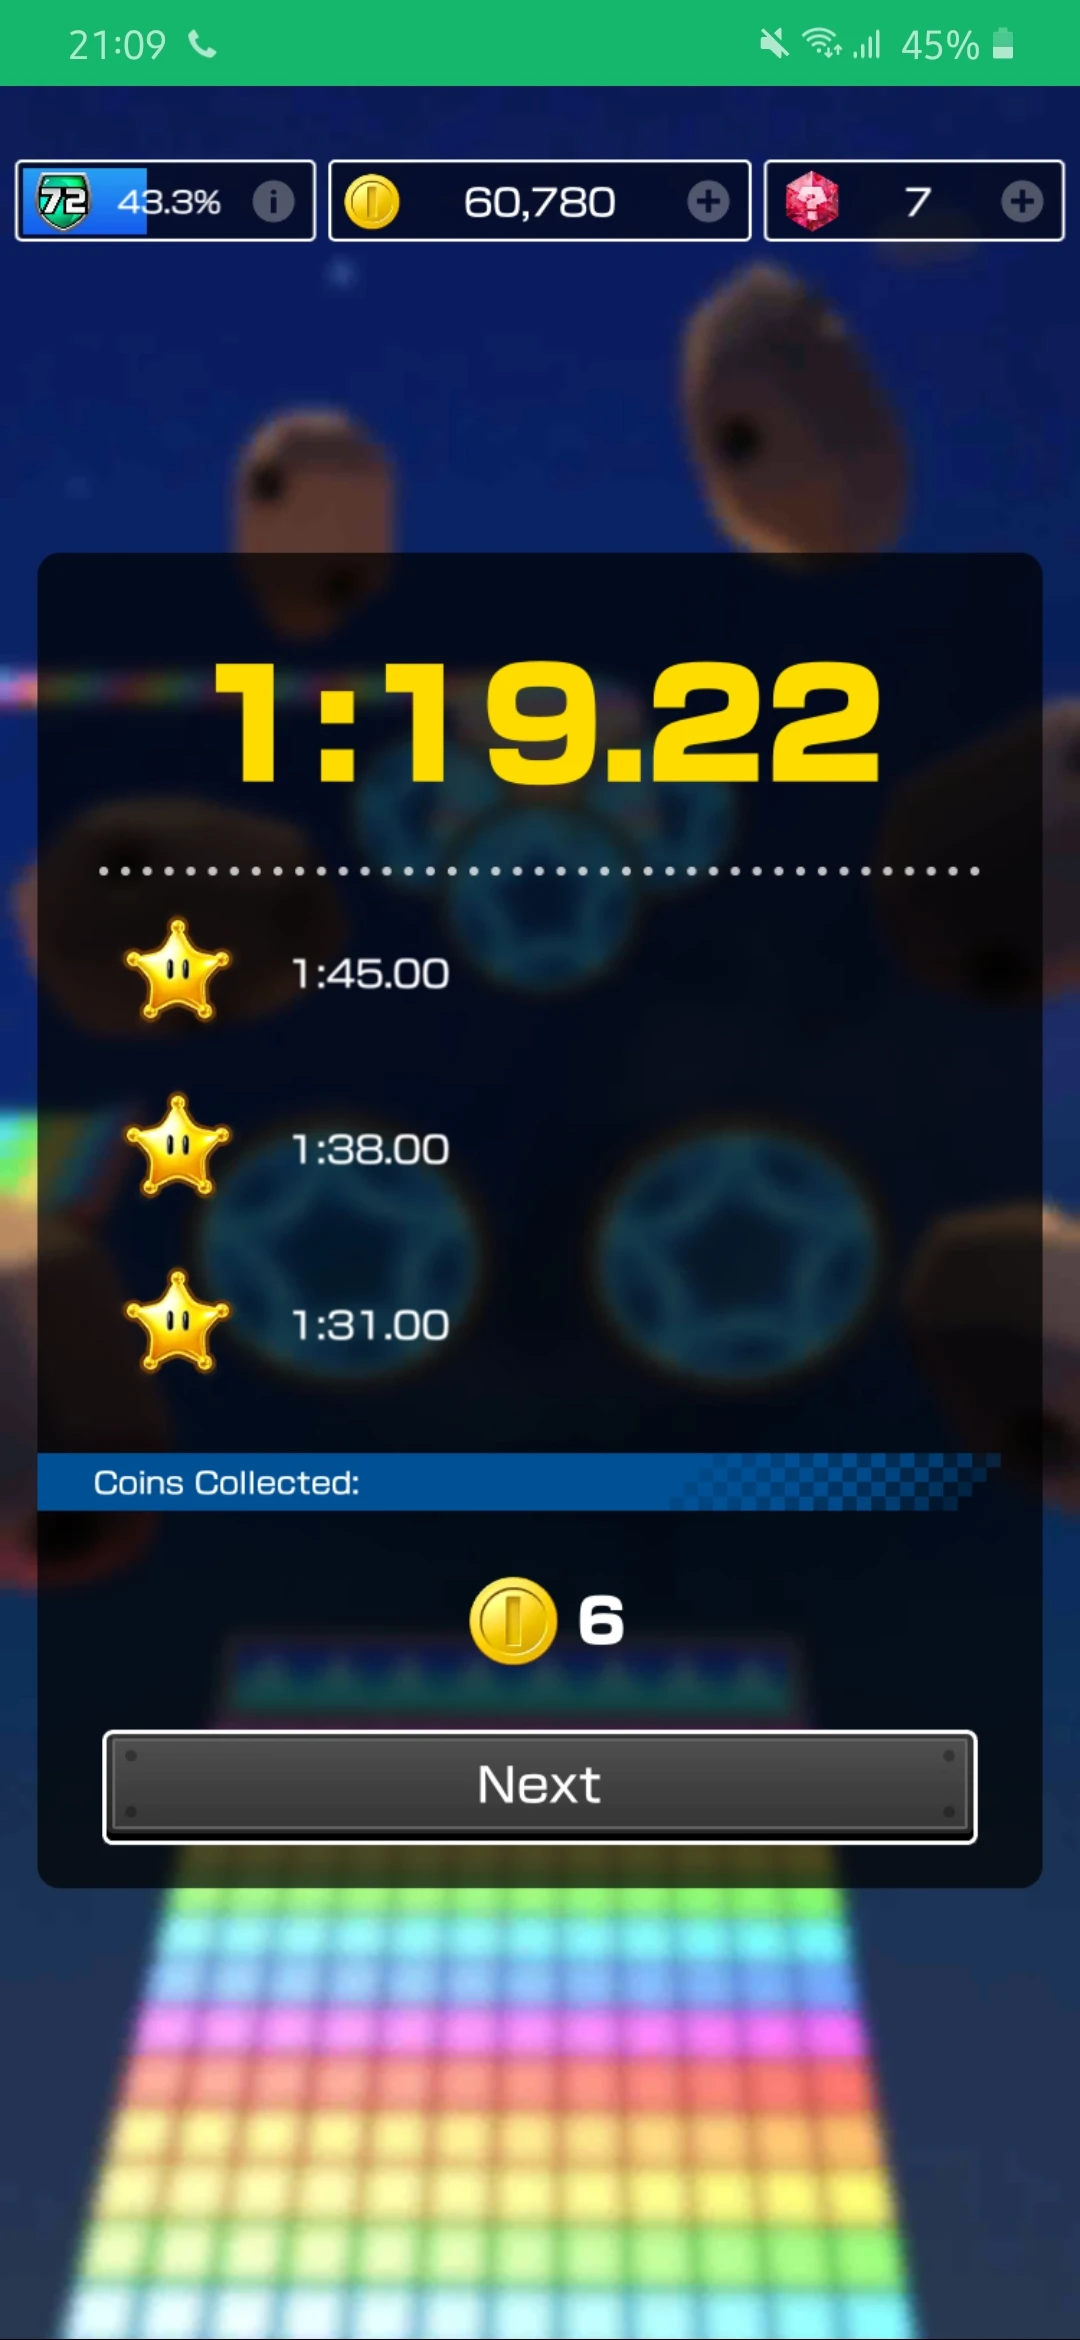 21:09 45%
72 43.3% i 60,780 + ? 7 +
1:19.22
1:45.00
1:38.00
1:31.00
Coins Collected:
6
Next